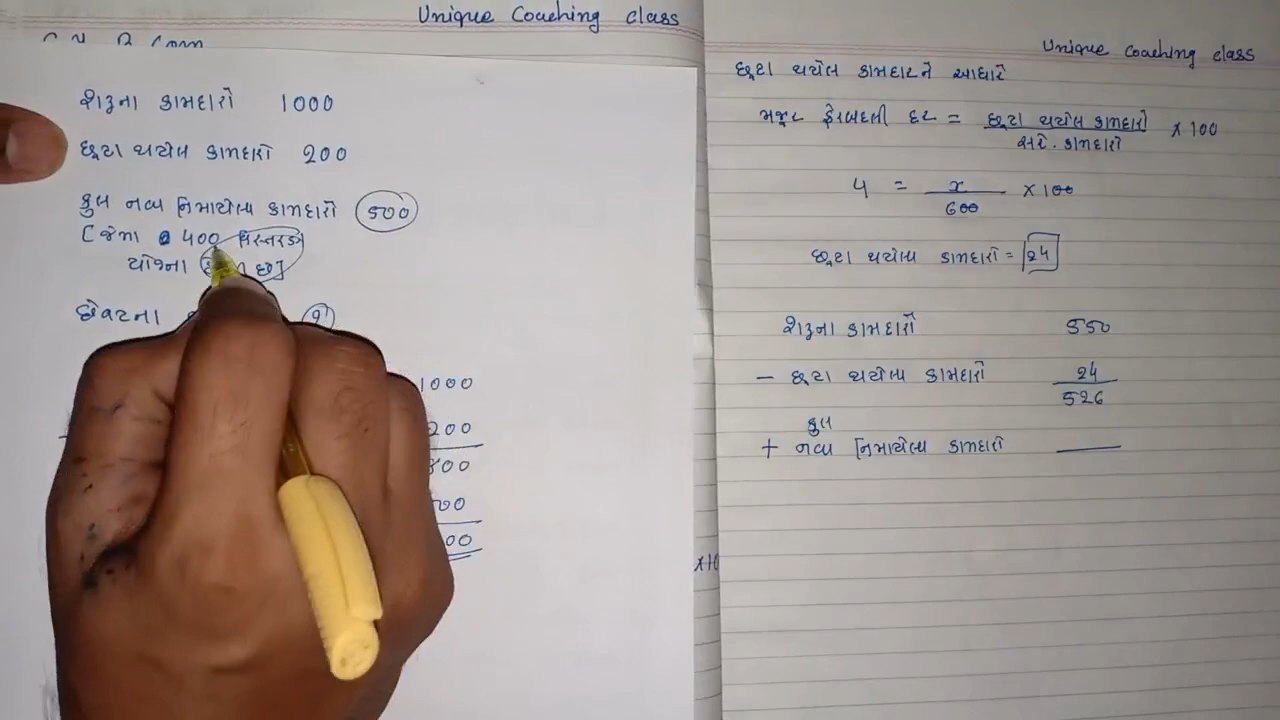 Unique Coaching class
શરૂના કામદારો 1000
છૂટા થયેલ કામદારો 200
કુલ નવા નિમાયેલા કામદારો 500
[જેમાં 400 વિસ્તરણ
યોજના છે]
છેવટના
1000
200
00
00
Unique Coaching class
છૂટા થયેલ કામદારને આધારે
મજૂર ફેરબદલી દર = છૂટા થયેલ કામદારો × 100
સરે. કામદારો
4 = x × 100
600
છૂટા થયેલા કામદારો = 24
શરૂના કામદારો 550
- છૂટા થયેલા કામદારો 24
526
કુલ
+ નવા નિમાયેલા કામદારો